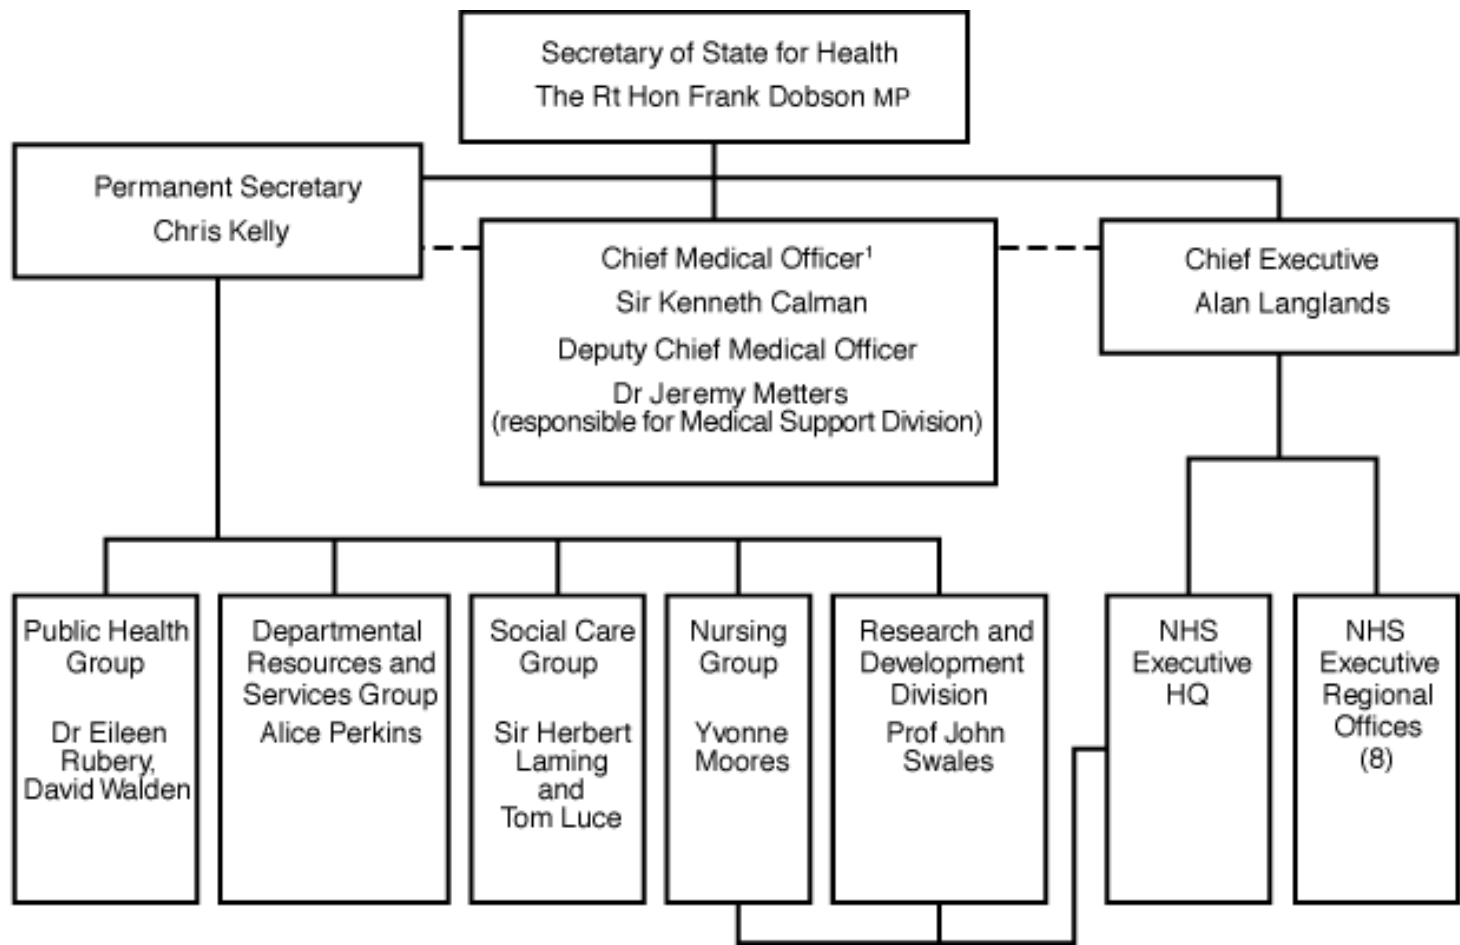 Secretary of State for Health
The Rt Hon Frank Dobson MP
Permanent Secretary
Chris Kelly
Chief Medical Officer¹
Sir Kenneth Calman
Deputy Chief Medical Officer
Dr Jeremy Metters
(responsible for Medical Support Division)
Chief Executive
Alan Langlands
Public Health
Group
Dr Eileen
Rubery,
David Walden
Departmental
Resources and
Services Group
Alice Perkins
Social Care
Group
Sir Herbert
Laming
and
Tom Luce
Nursing
Group
Yvonne
Moores
Research and
Development
Division
Prof John
Swales
NHS
Executive
HQ
NHS
Executive
Regional
Offices
(8)